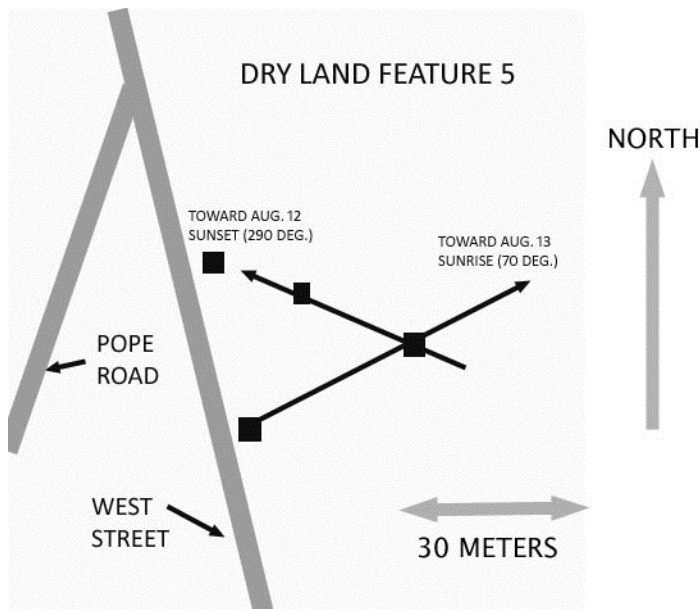 DRY LAND FEATURE 5
NORTH
TOWARD AUG. 12
SUNSET (290 DEG.)
TOWARD AUG. 13
SUNRISE (70 DEG.)
POPE
ROAD
WEST
STREET
30 METERS